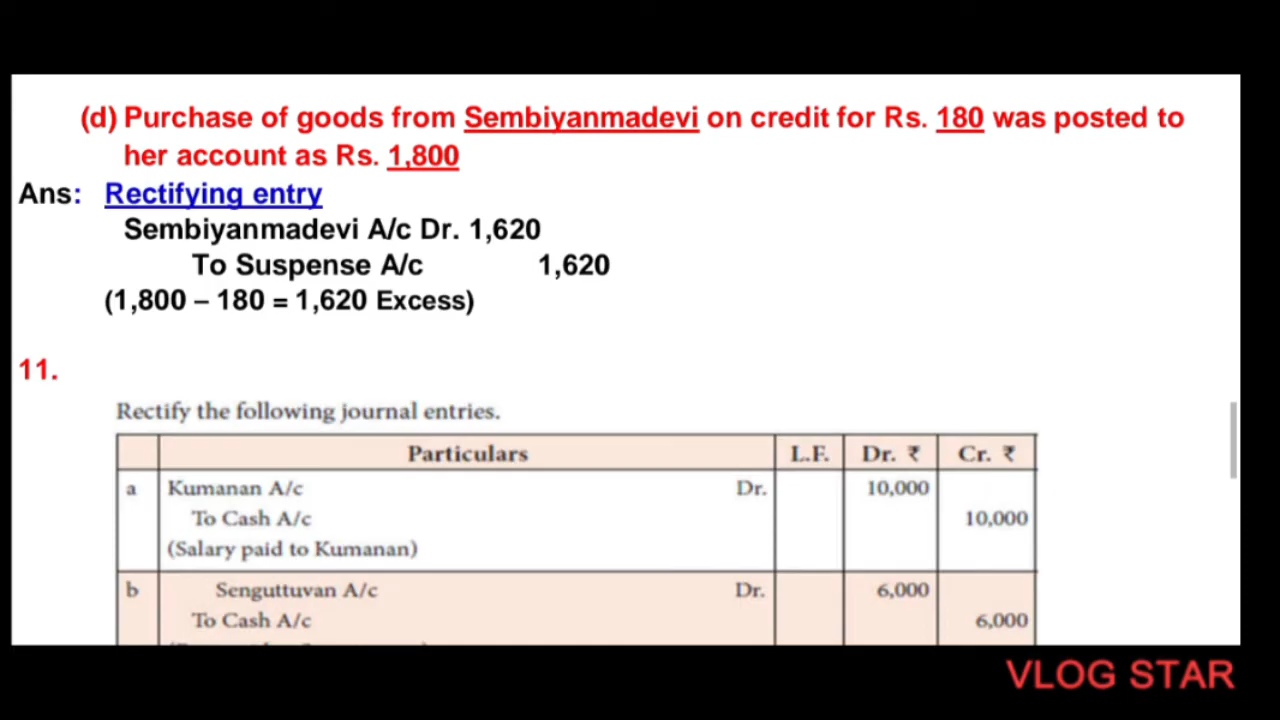 (d) Purchase of goods from Sembiyanmadevi on credit for Rs. 180 was posted to
her account as Rs. 1,800
Ans: Rectifying entry
Sembiyanmadevi A/c Dr. 1,620
To Suspense A/c 1,620
(1,800 – 180 = 1,620 Excess)
11.
Rectify the following journal entries.
Particulars L.F. Dr. ₹ Cr. ₹
a Kumanan A/c Dr. 10,000
To Cash A/c 10,000
(Salary paid to Kumanan)
b Senguttuvan A/c Dr. 6,000
To Cash A/c 6,000
VLOG STAR